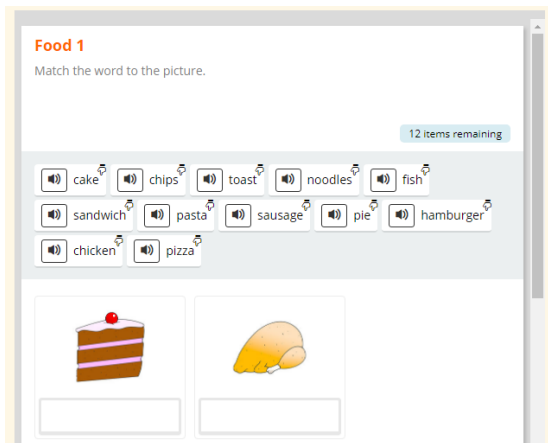 Food 1
Match the word to the picture.
12 items remaining
cake chips toast noodles fish
sandwich pasta sausage pie hamburger
chicken pizza